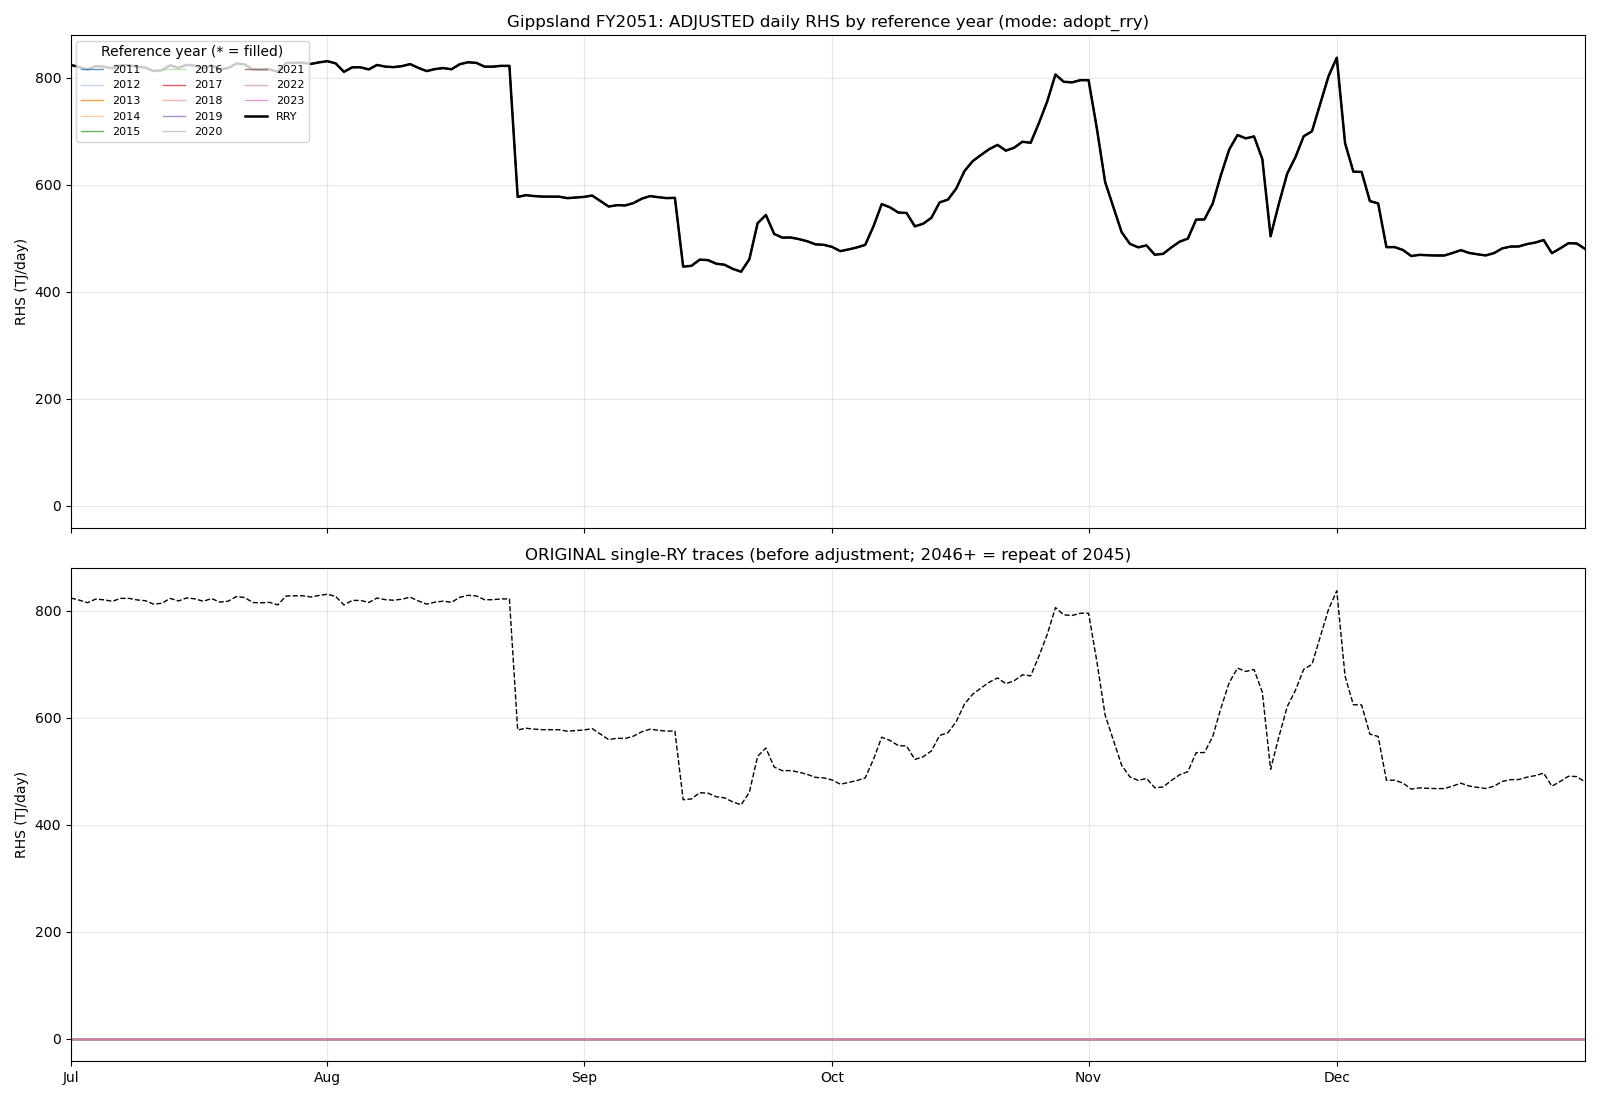 Gippsland FY2051: ADJUSTED daily RHS by reference year (mode: adopt_rry)
RHS (TJ/day)
800
600
400
200
0
Reference year (* = filled)
2011 2016 2021
2012 2017 2022
2013 2018 2023
2014 2019 RRY
2015 2020
ORIGINAL single-RY traces (before adjustment; 2046+ = repeat of 2045)
RHS (TJ/day)
800
600
400
200
0
Jul Aug Sep Oct Nov Dec